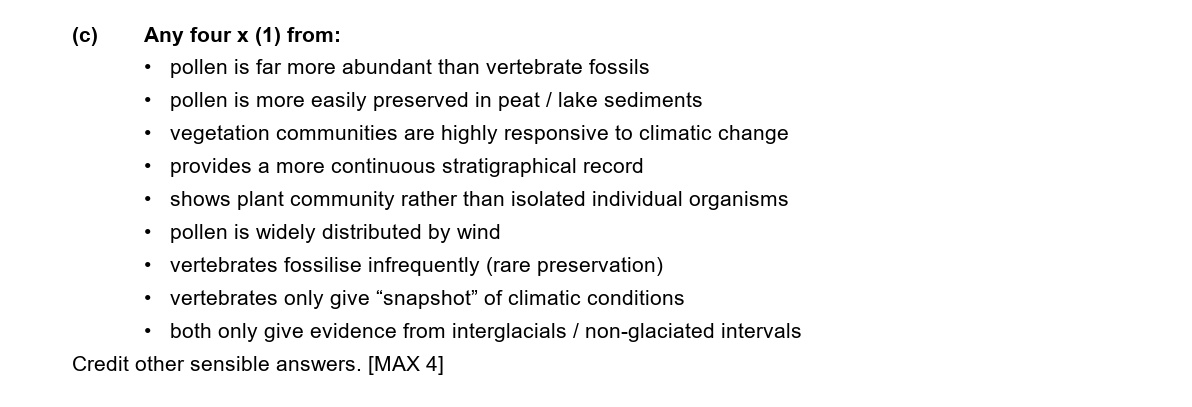 (c) Any four x (1) from:
• pollen is far more abundant than vertebrate fossils
• pollen is more easily preserved in peat / lake sediments
• vegetation communities are highly responsive to climatic change
• provides a more continuous stratigraphical record
• shows plant community rather than isolated individual organisms
• pollen is widely distributed by wind
• vertebrates fossilise infrequently (rare preservation)
• vertebrates only give “snapshot” of climatic conditions
• both only give evidence from interglacials / non-glaciated intervals
Credit other sensible answers. [MAX 4]